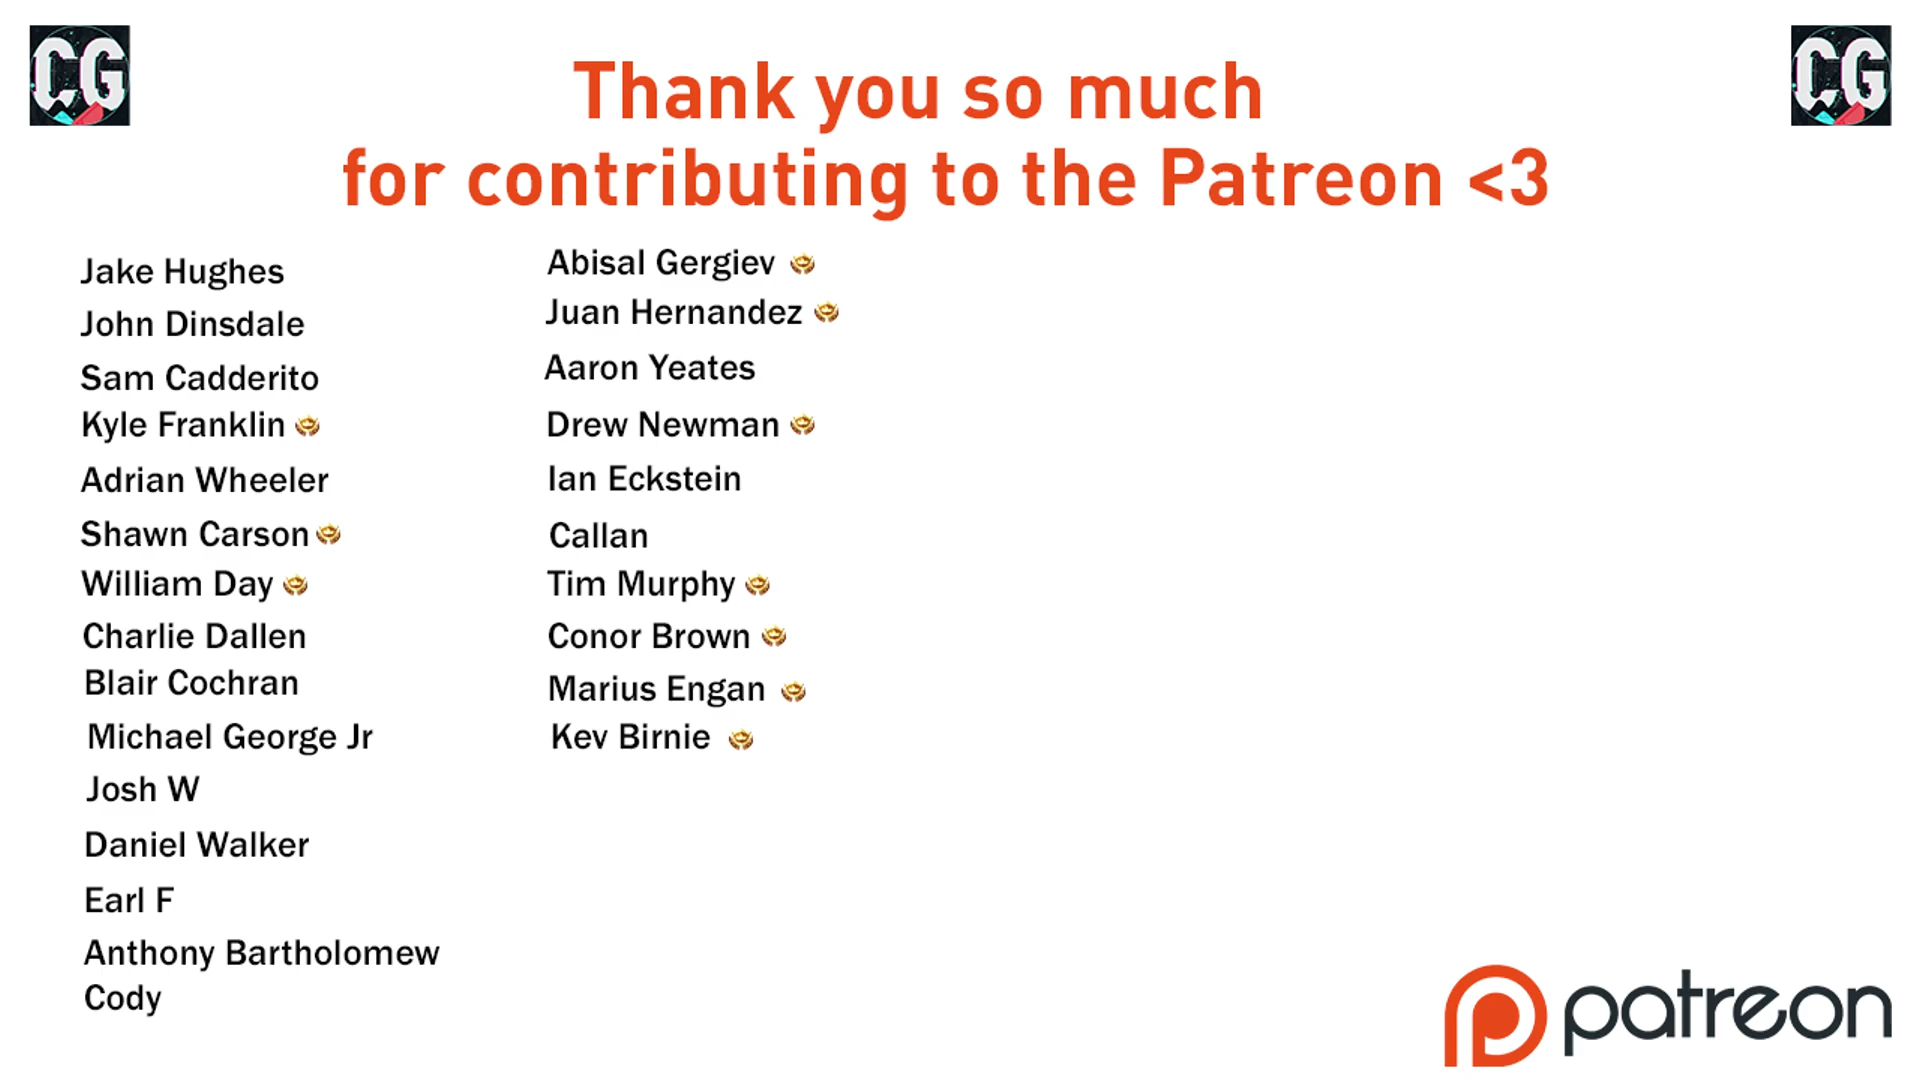 CG
CG
Thank you so much
for contributing to the Patreon <3
Jake Hughes
John Dinsdale
Sam Cadderito
Kyle Franklin
Adrian Wheeler
Shawn Carson
William Day
Charlie Dallen
Blair Cochran
Michael George Jr
Josh W
Daniel Walker
Earl F
Anthony Bartholomew
Cody
Abisal Gergiev
Juan Hernandez
Aaron Yeates
Drew Newman
Ian Eckstein
Callan
Tim Murphy
Conor Brown
Marius Engan
Kev Birnie
patreon